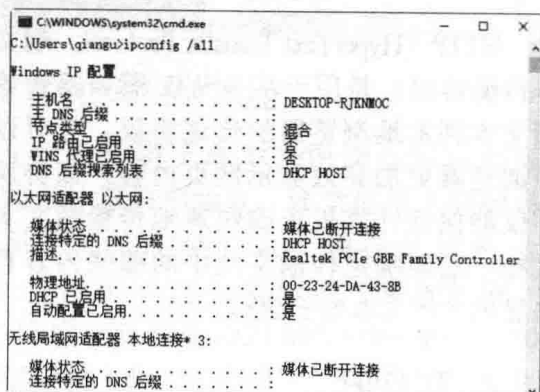 C:\WINDOWS\system32\cmd.exe
C:\Users\qiangu>ipconfig /all
Windows IP 配置
主机名 . . . . . . . . . . . . . : DESKTOP-RJKNMOC
主 DNS 后缀 . . . . . . . . . . . :
节点类型 . . . . . . . . . . . . : 混合
IP 路由已启用 . . . . . . . . . . : 否
WINS 代理已启用 . . . . . . . . . : 否
DNS 后缀搜索列表 . . . . . . . . : DHCP HOST
以太网适配器 以太网:
媒体状态 . . . . . . . . . . . . : 媒体已断开连接
连接特定的 DNS 后缀 . . . . . . . : DHCP HOST
描述. . . . . . . . . . . . . . . : Realtek PCIe GBE Family Controller
物理地址. . . . . . . . . . . . . : 00-23-24-DA-43-8B
DHCP 已启用 . . . . . . . . . . . : 是
自动配置已启用. . . . . . . . . . : 是
无线局域网适配器 本地连接* 3:
媒体状态 . . . . . . . . . . . . : 媒体已断开连接
连接特定的 DNS 后缀 . . . . . . . :